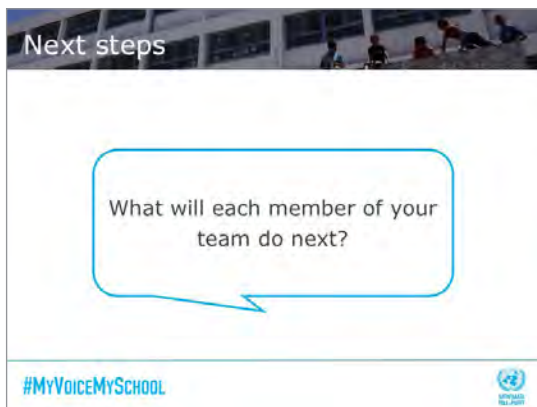 Next steps
What will each member of your
team do next?
#MyVoiceMySchool